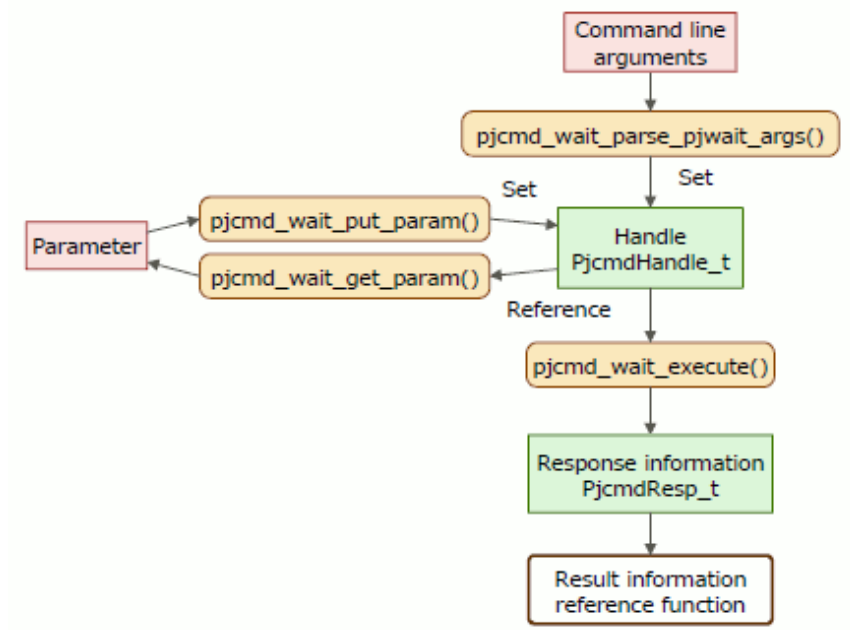 Command line
arguments
pjcmd_wait_parse_pjwait_args()
Set
Set
pjcmd_wait_put_param()
Parameter
Handle
PjcmdHandle_t
pjcmd_wait_get_param()
Reference
pjcmd_wait_execute()
Response information
PjcmdResp_t
Result information
reference function